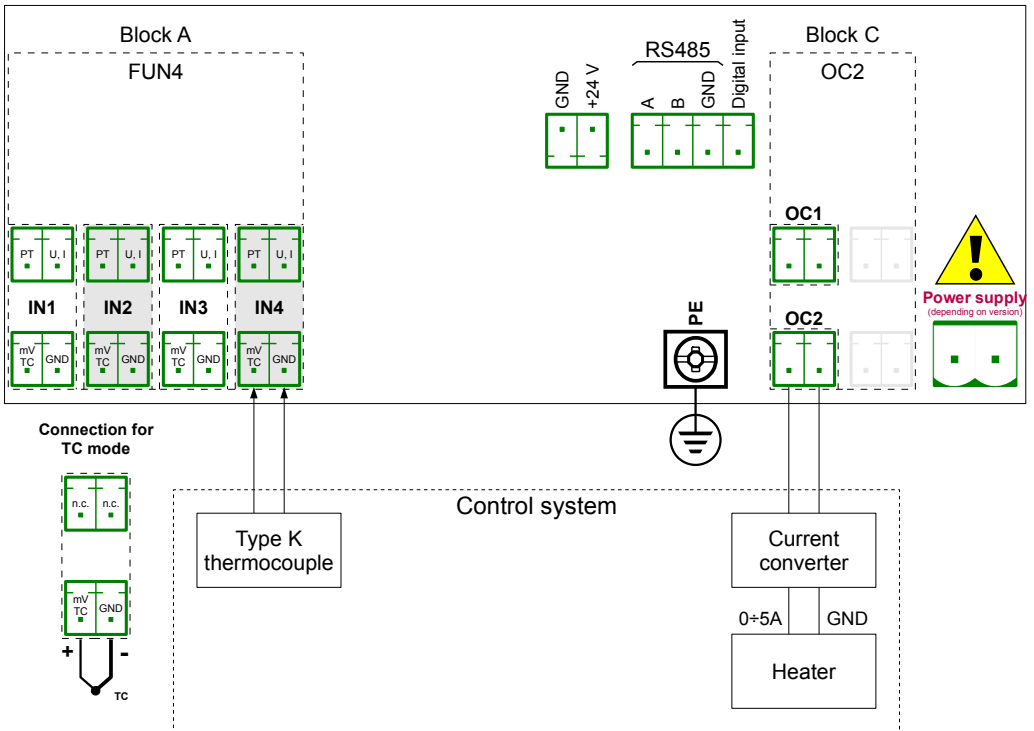 Block A
FUN4
GND
+24 V
RS485
A
B
GND
Digital input
Block C
OC2
PT U, I
PT U, I
PT U, I
PT U, I
IN1
IN2
IN3
IN4
mV
TC GND
mV
TC GND
mV
TC GND
mV
TC GND
PE
OC1
OC2
Power supply
(depending on version)
Connection for
TC mode
n.c. n.c.
mV
TC GND
+ -
TC
Control system
Type K
thermocouple
Current
converter
0÷5A GND
Heater